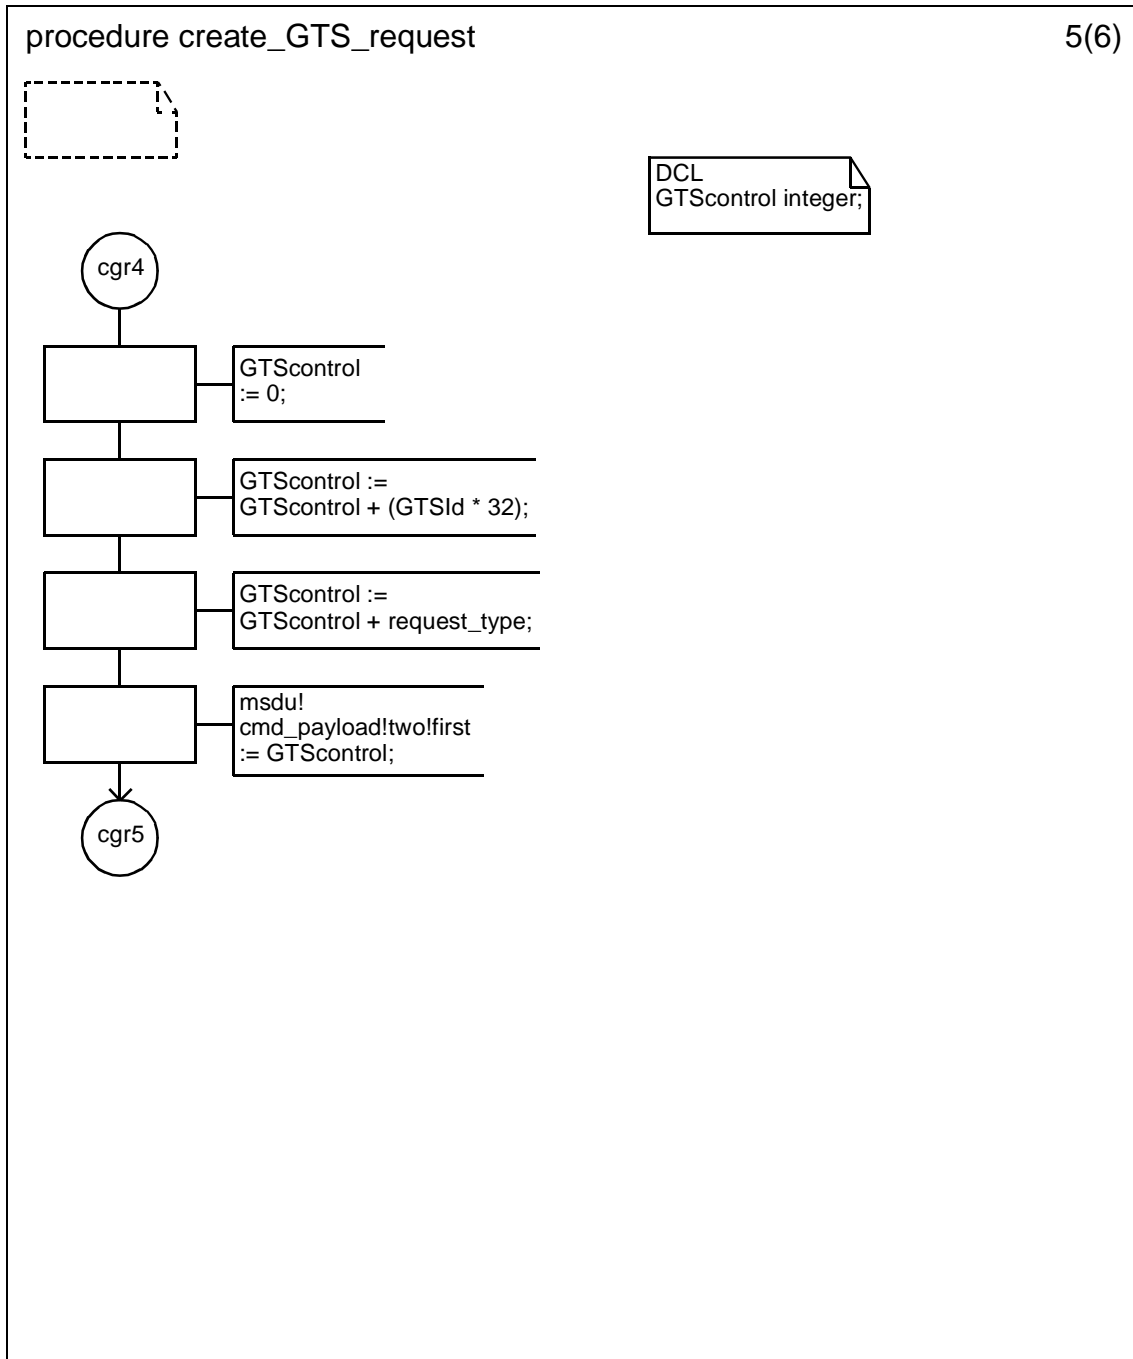 procedure create_GTS_request
5(6)
DCL
GTScontrol integer;
cgr4
GTScontrol
:= 0;
GTScontrol :=
GTScontrol + (GTSId * 32);
GTScontrol :=
GTScontrol + request_type;
msdu!
cmd_payload!two!first
:= GTScontrol;
cgr5